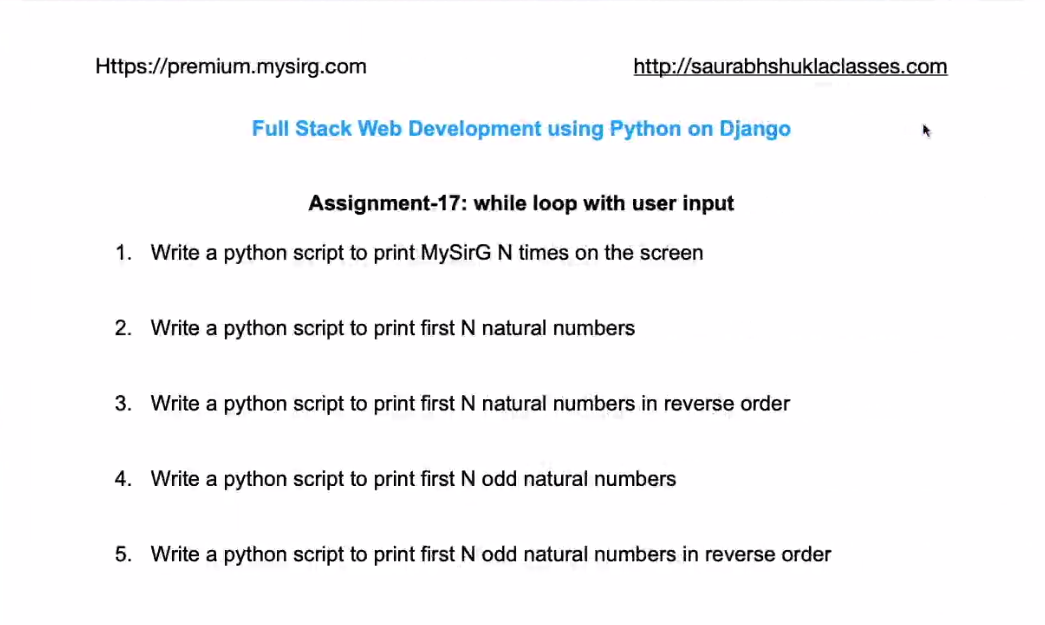 Https://premium.mysirg.com http://saurabhshuklaclasses.com
Full Stack Web Development using Python on Django
Assignment-17: while loop with user input
1. Write a python script to print MySirG N times on the screen
2. Write a python script to print first N natural numbers
3. Write a python script to print first N natural numbers in reverse order
4. Write a python script to print first N odd natural numbers
5. Write a python script to print first N odd natural numbers in reverse order